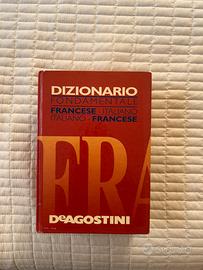 DIZIONARIO
FONDAMENTALE
FRANCESE - ITALIANO
ITALIANO - FRANCESE
FRA
DeAGOSTINI